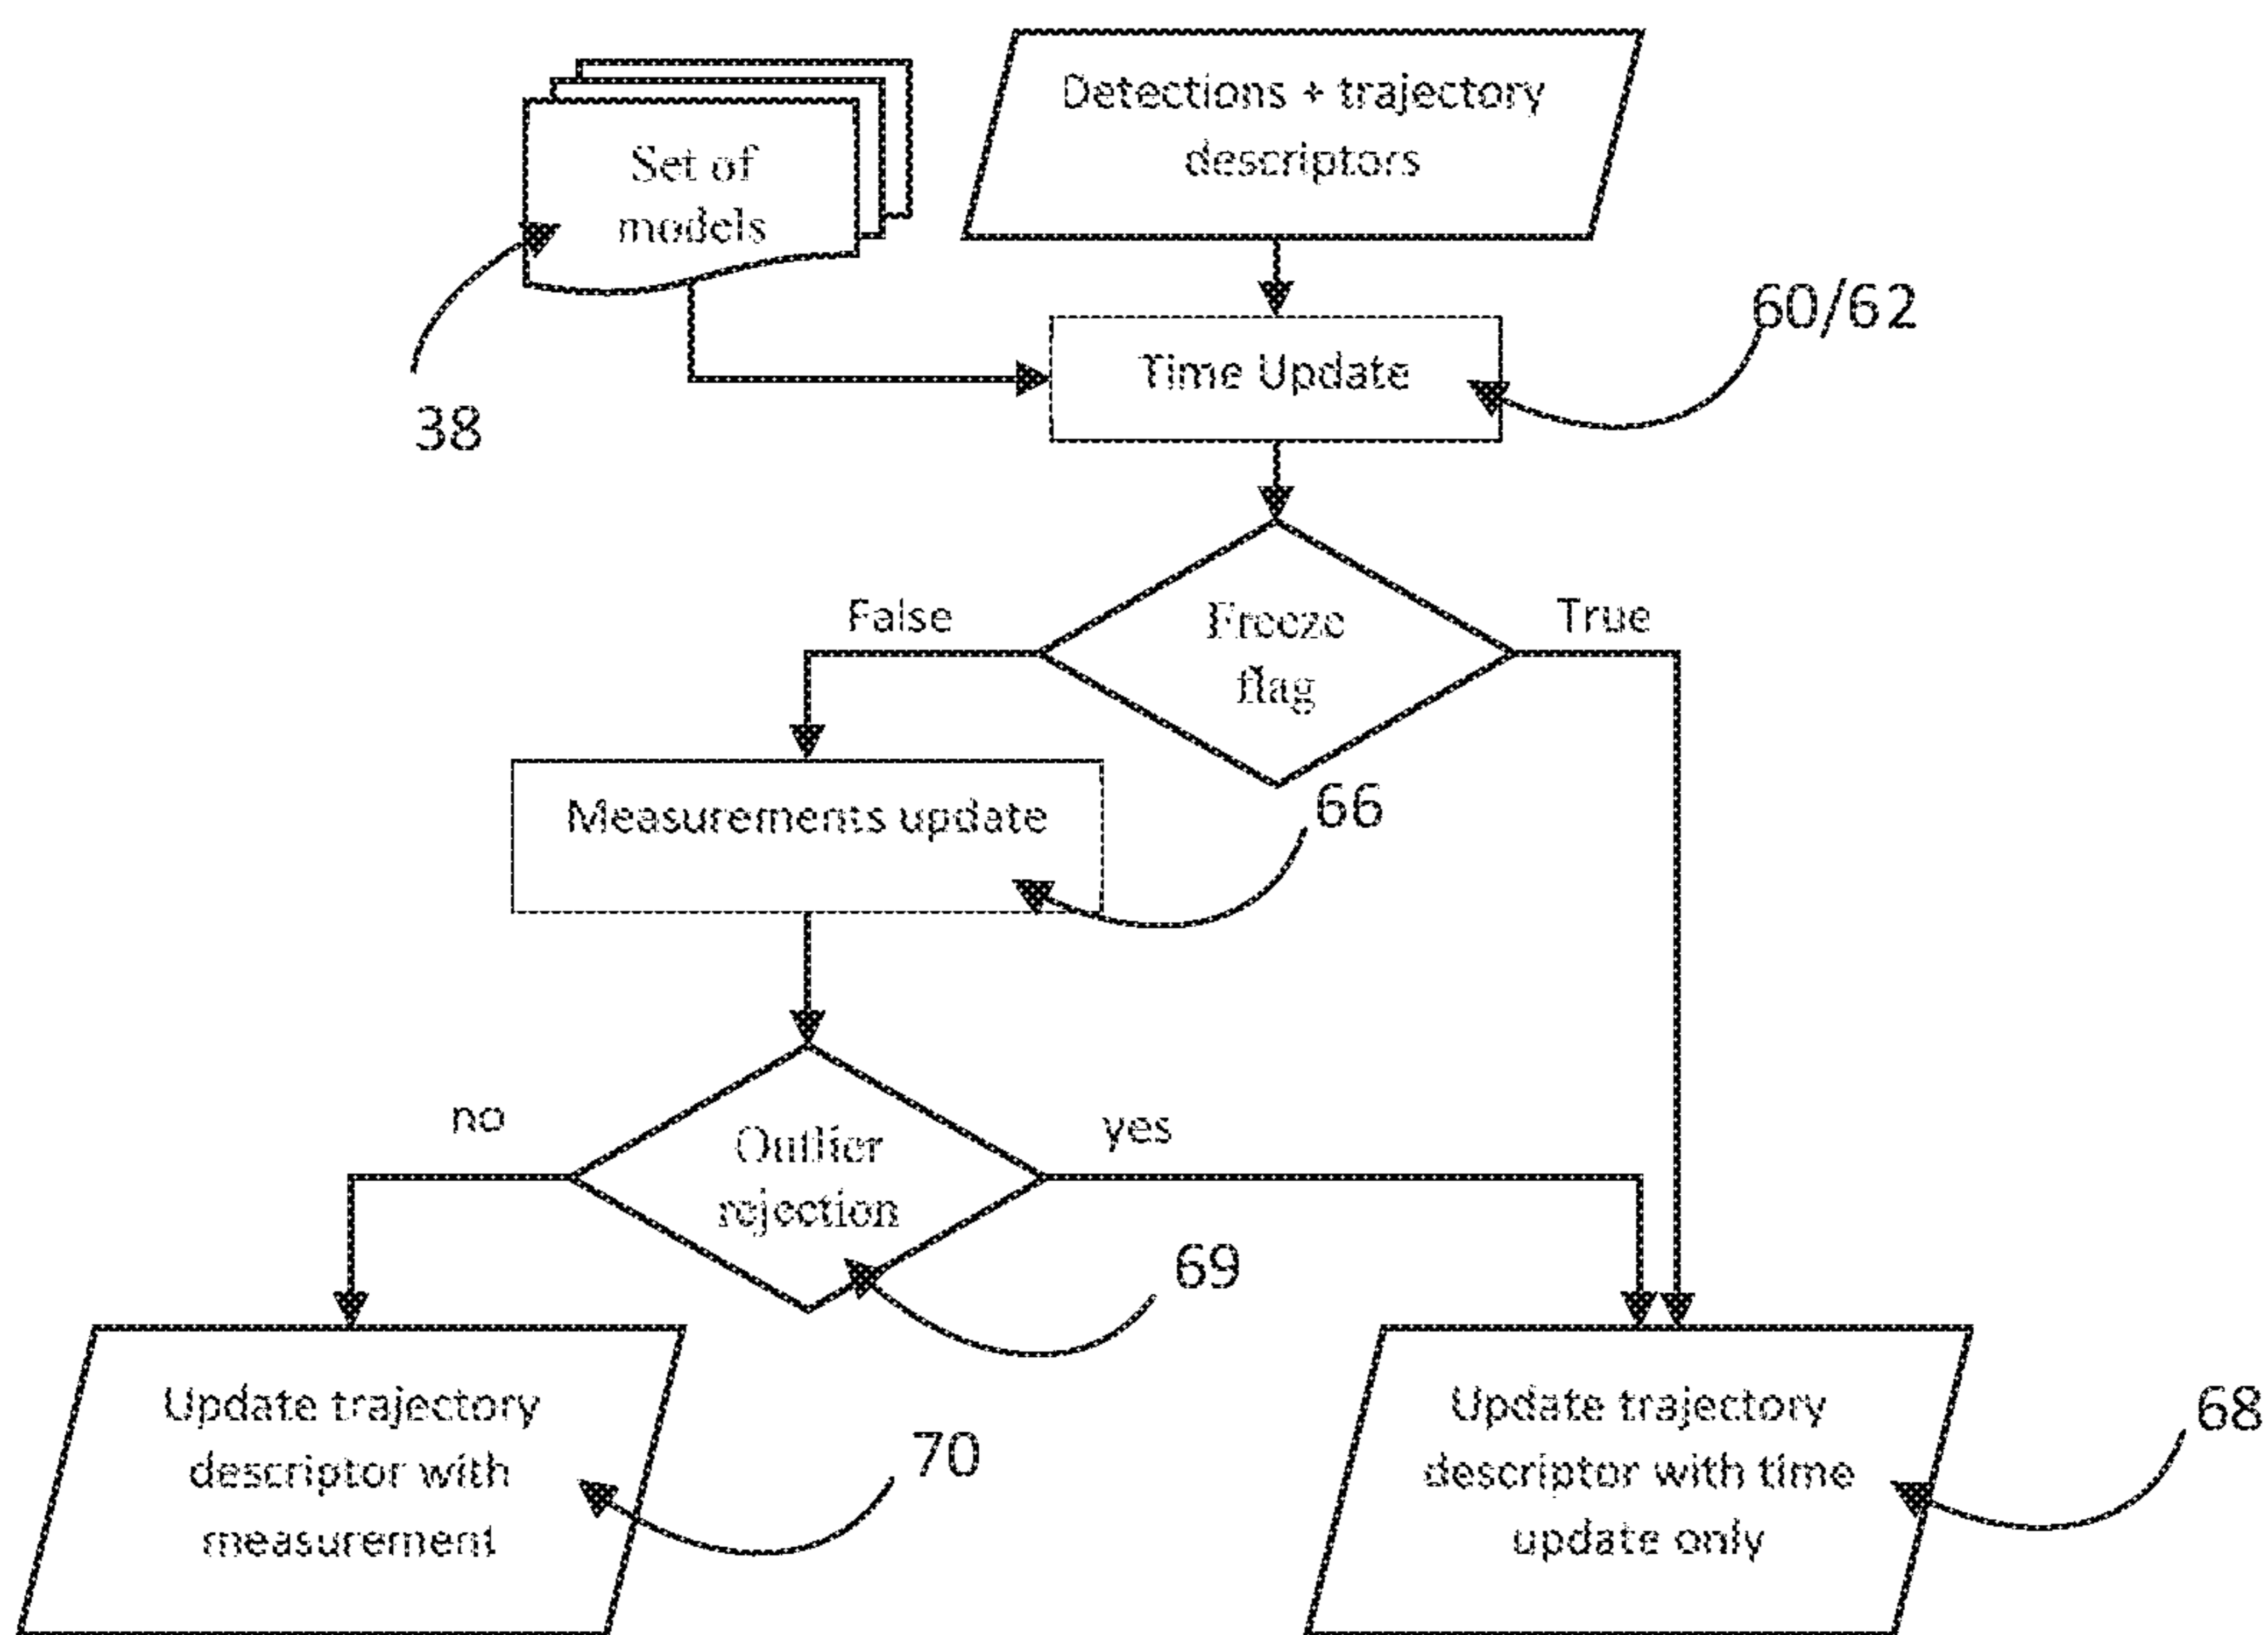 Detections + trajectory
descriptors
Set of
models
60/62
Time Update
38
False
Freeze
flag
True
Measurements update
66
no
Outlier
rejection
yes
69
Update trajectory
descriptor with
measurement
70
Update trajectory
descriptor with time
update only
68